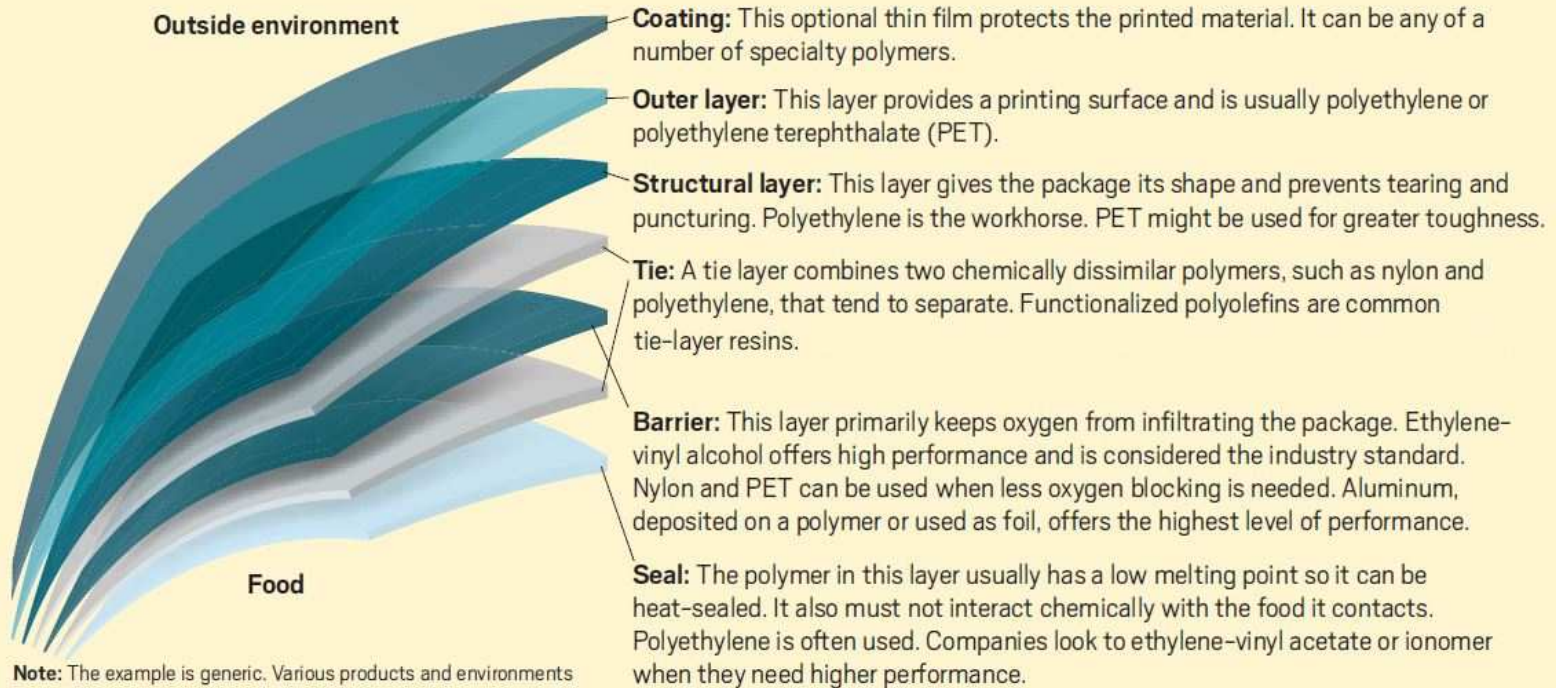 Outside environment
Coating: This optional thin film protects the printed material. It can be any of a
number of specialty polymers.
Outer layer: This layer provides a printing surface and is usually polyethylene or
polyethylene terephthalate (PET).
Structural layer: This layer gives the package its shape and prevents tearing and
puncturing. Polyethylene is the workhorse. PET might be used for greater toughness.
Tie: A tie layer combines two chemically dissimilar polymers, such as nylon and
polyethylene, that tend to separate. Functionalized polyolefins are common
tie-layer resins.
Barrier: This layer primarily keeps oxygen from infiltrating the package. Ethylene-
vinyl alcohol offers high performance and is considered the industry standard.
Nylon and PET can be used when less oxygen blocking is needed. Aluminum,
deposited on a polymer or used as foil, offers the highest level of performance.
Seal: The polymer in this layer usually has a low melting point so it can be
heat-sealed. It also must not interact chemically with the food it contacts.
Polyethylene is often used. Companies look to ethylene-vinyl acetate or ionomer
when they need higher performance.
Food
Note: The example is generic. Various products and environments